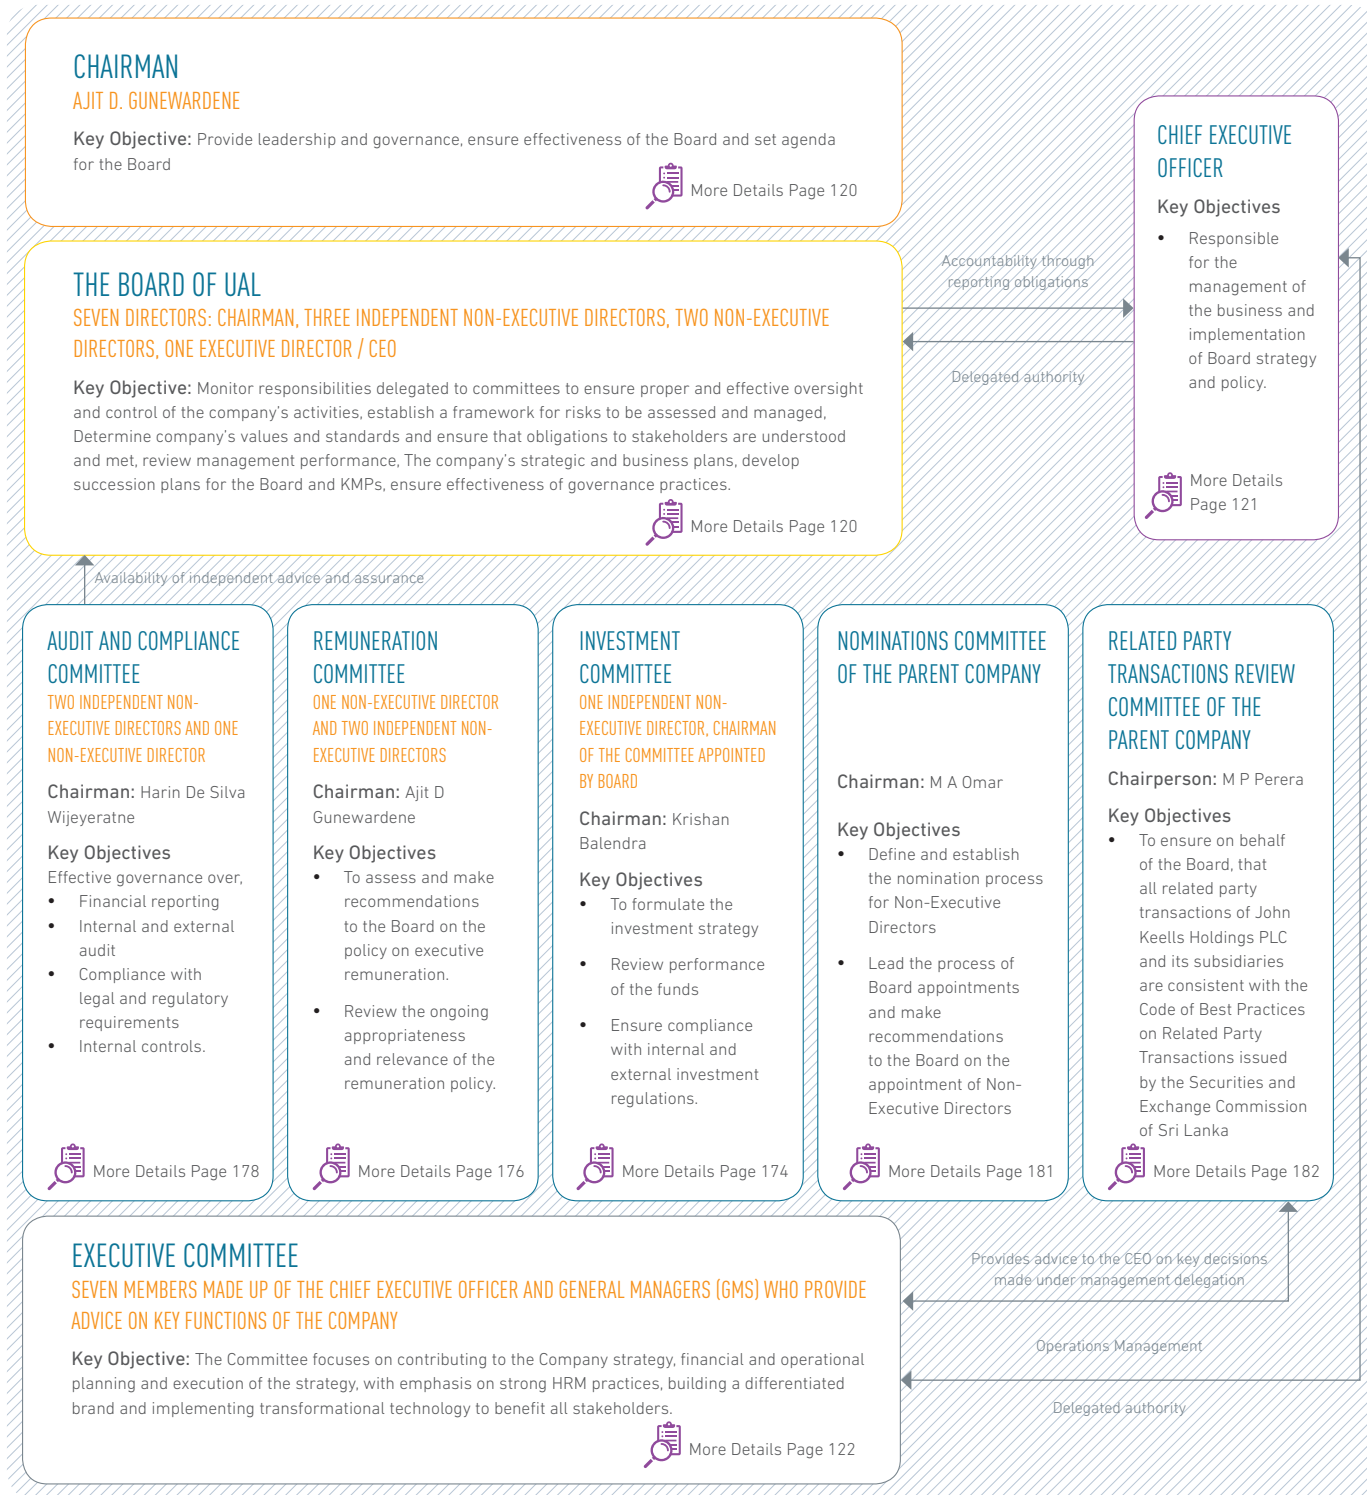 CHAIRMAN
AJIT D. GUNEWARDENE
Key Objective: Provide leadership and governance, ensure effectiveness of the Board and set agenda
for the Board
More Details Page 120
THE BOARD OF UAL
SEVEN DIRECTORS: CHAIRMAN, THREE INDEPENDENT NON-EXECUTIVE DIRECTORS, TWO NON-EXECUTIVE
DIRECTORS, ONE EXECUTIVE DIRECTOR / CEO
Key Objective: Monitor responsibilities delegated to committees to ensure proper and effective oversight
and control of the company's activities, establish a framework for risks to be assessed and managed,
Determine company's values and standards and ensure that obligations to stakeholders are understood
and met, review management performance, The company's strategic and business plans, develop
succession plans for the Board and KMPs, ensure effectiveness of governance practices.
More Details Page 120
Accountability through
reporting obligations
Delegated authority
CHIEF EXECUTIVE
OFFICER
Key Objectives
• Responsible
for the
management of
the business and
implementation
of Board strategy
and policy.
More Details
Page 121
Availability of independent advice and assurance
AUDIT AND COMPLIANCE
COMMITTEE
TWO INDEPENDENT NON-
EXECUTIVE DIRECTORS AND ONE
NON-EXECUTIVE DIRECTOR
Chairman: Harin De Silva
Wijeyeratne
Key Objectives
Effective governance over,
• Financial reporting
• Internal and external
audit
• Compliance with
legal and regulatory
requirements
• Internal controls.
More Details Page 178
REMUNERATION
COMMITTEE
ONE NON-EXECUTIVE DIRECTOR
AND TWO INDEPENDENT NON-
EXECUTIVE DIRECTORS
Chairman: Ajit D
Gunewardene
Key Objectives
• To assess and make
recommendations
to the Board on the
policy on executive
remuneration.
• Review the ongoing
appropriateness
and relevance of the
remuneration policy.
More Details Page 176
INVESTMENT
COMMITTEE
ONE INDEPENDENT NON-
EXECUTIVE DIRECTOR, CHAIRMAN
OF THE COMMITTEE APPOINTED
BY BOARD
Chairman: Krishan
Balendra
Key Objectives
• To formulate the
investment strategy
• Review performance
of the funds
• Ensure compliance
with internal and
external investment
regulations.
More Details Page 174
NOMINATIONS COMMITTEE
OF THE PARENT COMPANY
Chairman: M A Omar
Key Objectives
• Define and establish
the nomination process
for Non-Executive
Directors
• Lead the process of
Board appointments
and make
recommendations
to the Board on the
appointment of Non-
Executive Directors
More Details Page 181
RELATED PARTY
TRANSACTIONS REVIEW
COMMITTEE OF THE
PARENT COMPANY
Chairperson: M P Perera
Key Objectives
• To ensure on behalf
of the Board, that
all related party
transactions of John
Keells Holdings PLC
and its subsidiaries
are consistent with the
Code of Best Practices
on Related Party
Transactions issued
by the Securities and
Exchange Commission
of Sri Lanka
More Details Page 182
EXECUTIVE COMMITTEE
SEVEN MEMBERS MADE UP OF THE CHIEF EXECUTIVE OFFICER AND GENERAL MANAGERS (GMS) WHO PROVIDE
ADVICE ON KEY FUNCTIONS OF THE COMPANY
Key Objective: The Committee focuses on contributing to the Company strategy, financial and operational
planning and execution of the strategy, with emphasis on strong HRM practices, building a differentiated
brand and implementing transformational technology to benefit all stakeholders.
More Details Page 122
Provides advice to the CEO on key decisions
made under management delegation
Operations Management
Delegated authority